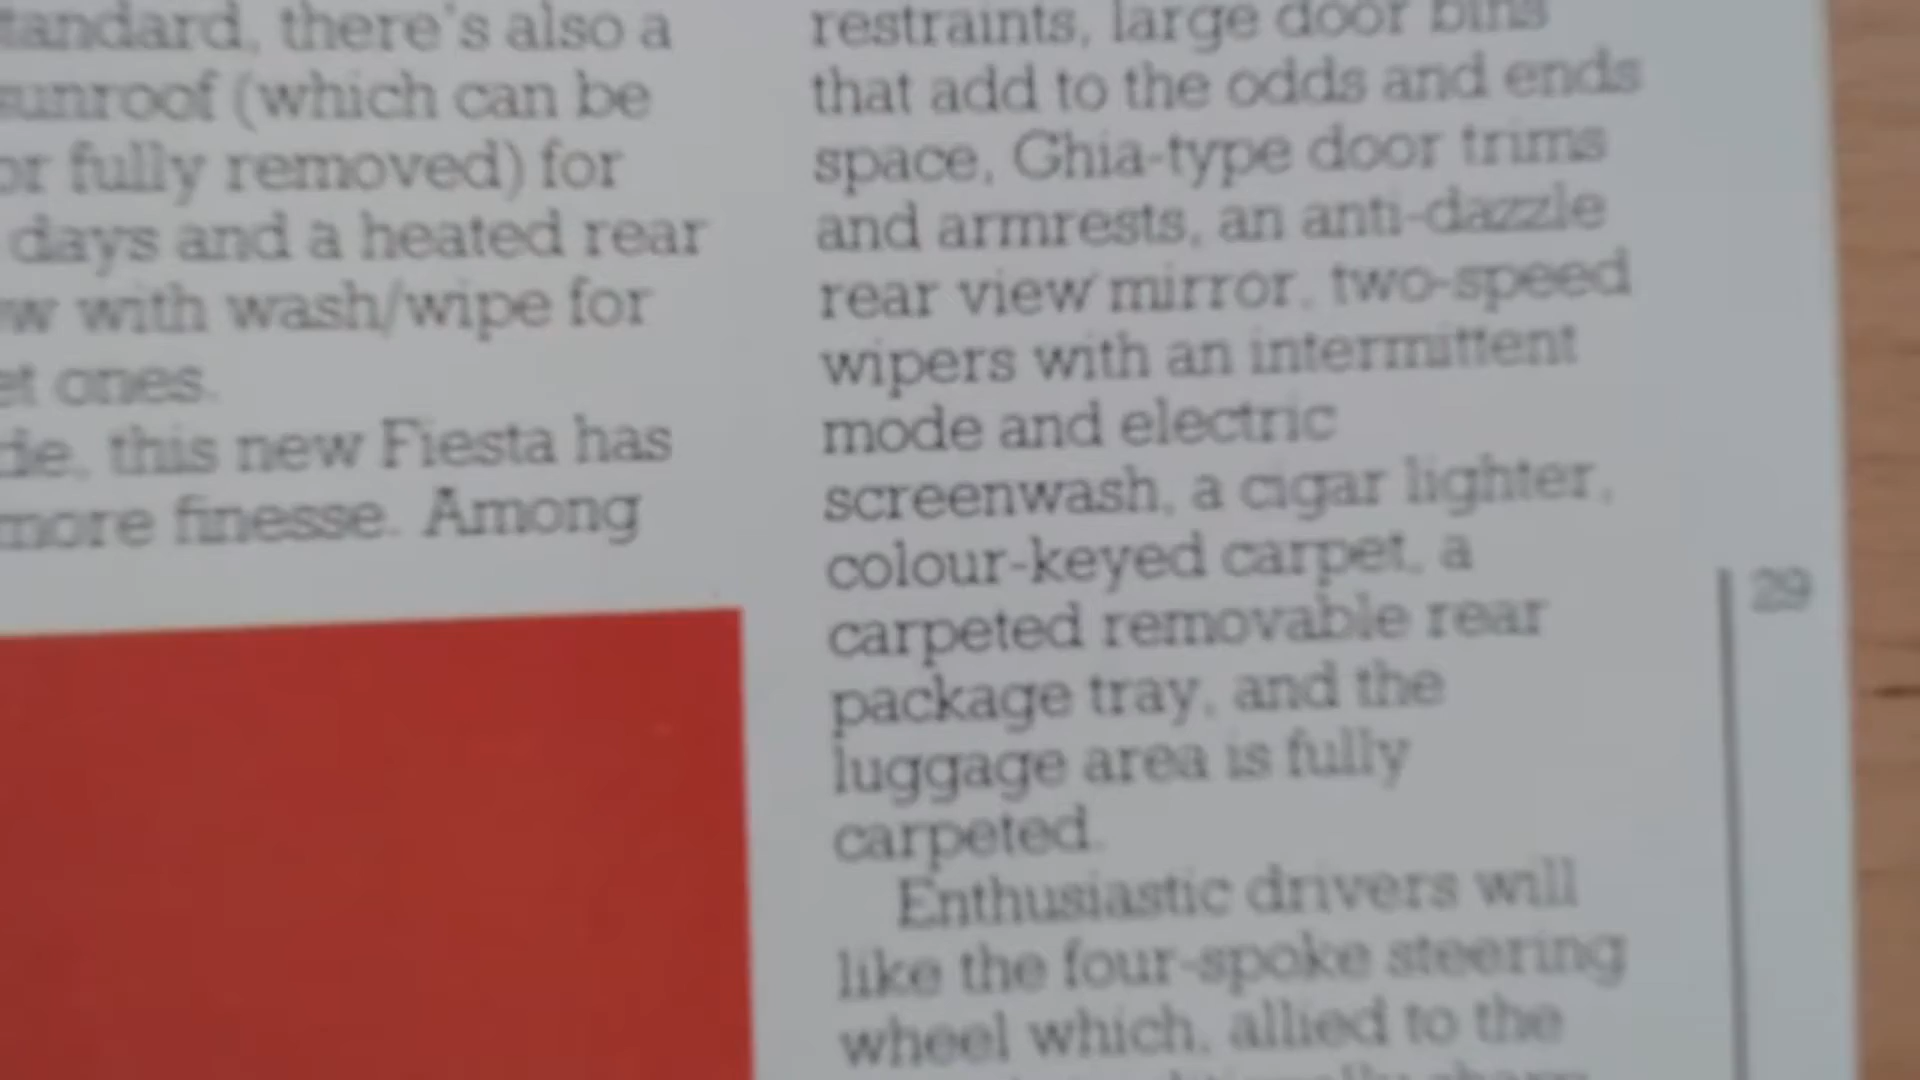 standard, there's also a
sunroof (which can be
or fully removed) for
days and a heated rear
ow with wash/wipe for
et ones.
de, this new Fiesta has
more finesse. Among
restraints, large door bins
that add to the odds and ends
space, Ghia-type door trims
and armrests, an anti-dazzle
rear view mirror, two-speed
wipers with an intermittent
mode and electric
screenwash, a cigar lighter,
colour-keyed carpet, a
carpeted removable rear
package tray, and the
luggage area is fully
carpeted.
Enthusiastic drivers will
like the four-spoke steering
wheel which, allied to the
29